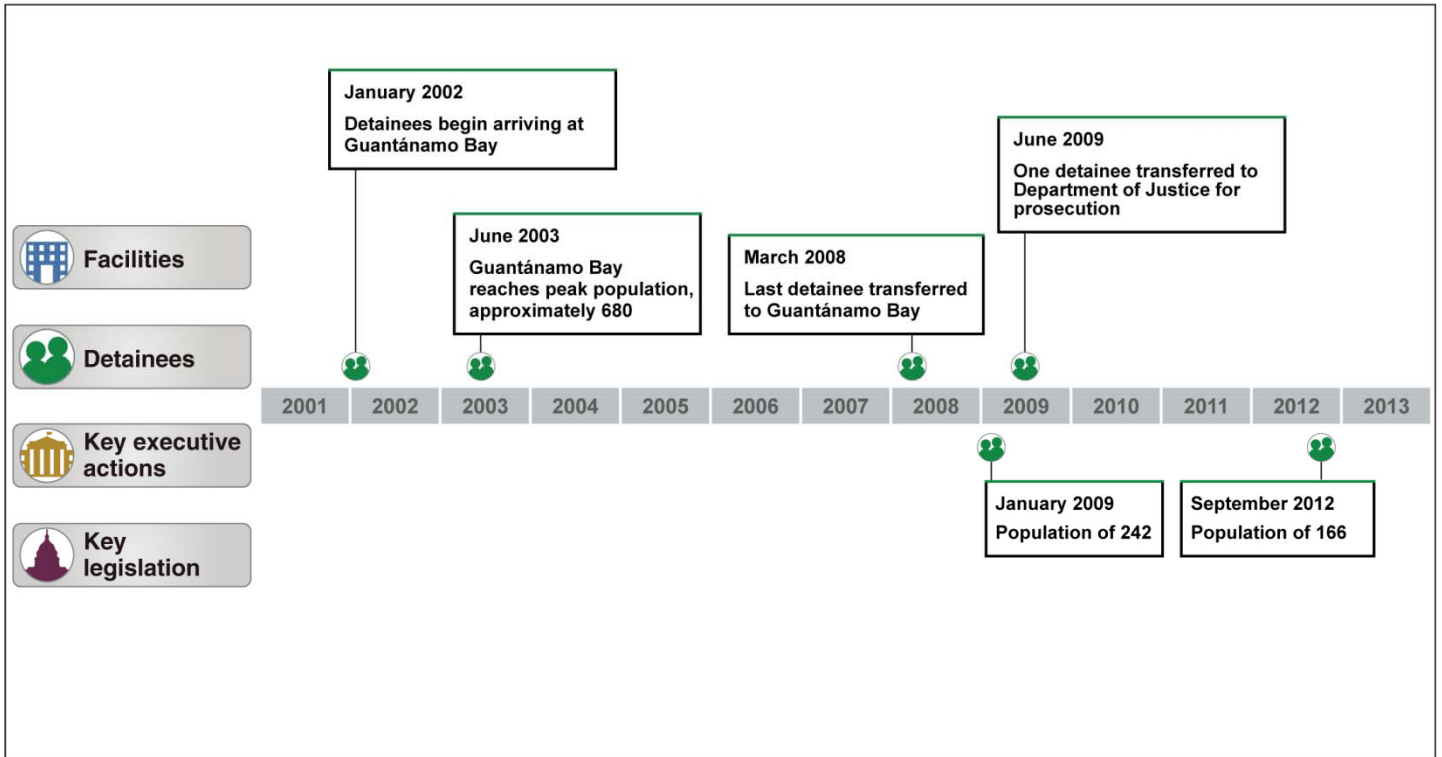 January 2002
Detainees begin arriving at
Guantánamo Bay
June 2009
One detainee transferred to
Department of Justice for
prosecution
June 2003
Guantánamo Bay
reaches peak population,
approximately 680
March 2008
Last detainee transferred
to Guantánamo Bay
Facilities
Detainees
Key executive
actions
Key
legislation
2001 2002 2003 2004 2005 2006 2007 2008 2009 2010 2011 2012 2013
January 2009
Population of 242
September 2012
Population of 166